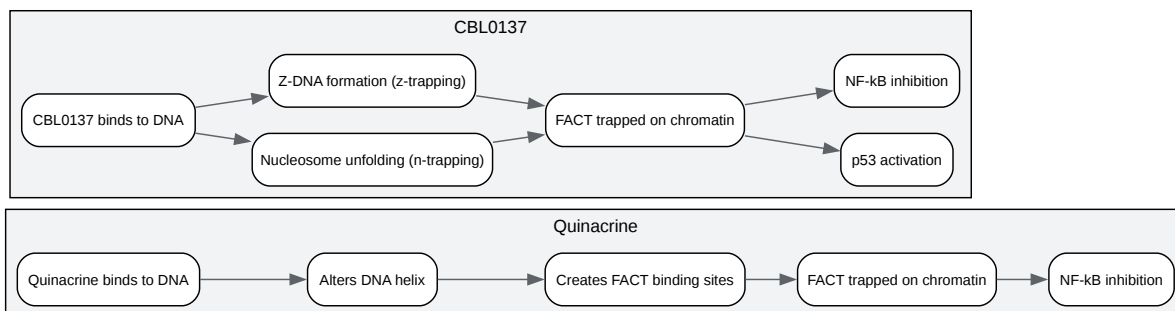 CBL0137
Z-DNA formation (z-trapping)
NF-kB inhibition
CBL0137 binds to DNA
FACT trapped on chromatin
Nucleosome unfolding (n-trapping)
p53 activation
Quinacrine
Quinacrine binds to DNA
Alters DNA helix
Creates FACT binding sites
FACT trapped on chromatin
NF-kB inhibition